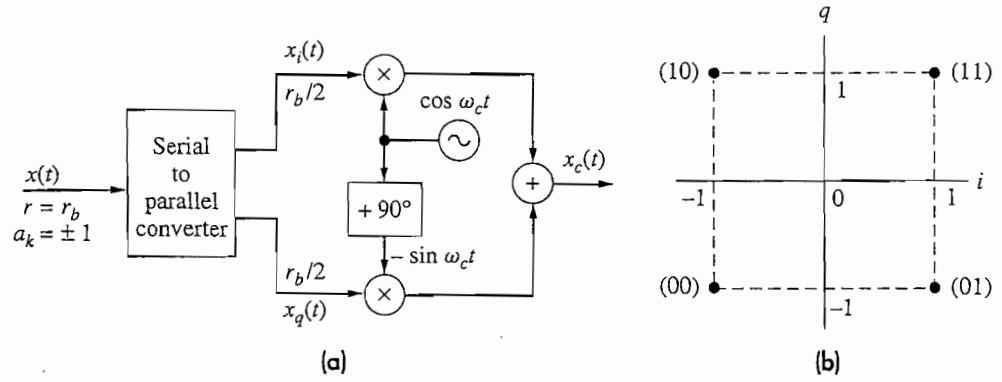 x_i(t)
r_b/2
cos ω_c t
Serial
to
parallel
converter
x(t)
r = r_b
a_k = ± 1
+ 90°
− sin ω_c t
+
x_c(t)
r_b/2
x_q(t)
(a)
q
(10)
(11)
1
−1
0
1
i
(00)
(01)
−1
(b)